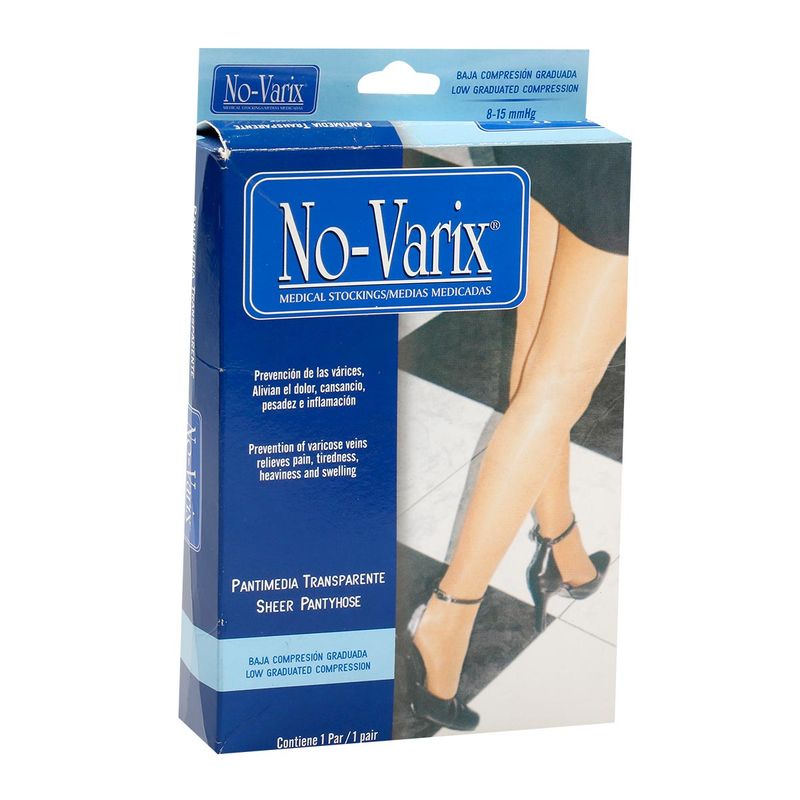 No-Varix
MEDICAL STOCKINGS/MEDIAS MEDICADAS
BAJA COMPRESIÓN GRADUADA
LOW GRADUATED COMPRESSION
8-15 mmHg
PANTIMEDIA TRANSPARENTE
No-Varix®
MEDICAL STOCKINGS/MEDIAS MEDICADAS
Prevención de las várices,
Alivian el dolor, cansancio,
pesadez e inflamación
Prevention of varicose veins
relieves pain, tiredness,
heaviness and swelling
PANTIMEDIA TRANSPARENTE
SHEER PANTYHOSE
BAJA COMPRESIÓN GRADUADA
LOW GRADUATED COMPRESSION
Contiene 1 Par / 1 pair
PANTIMEDIA TRANSPARENTE
No-Varix